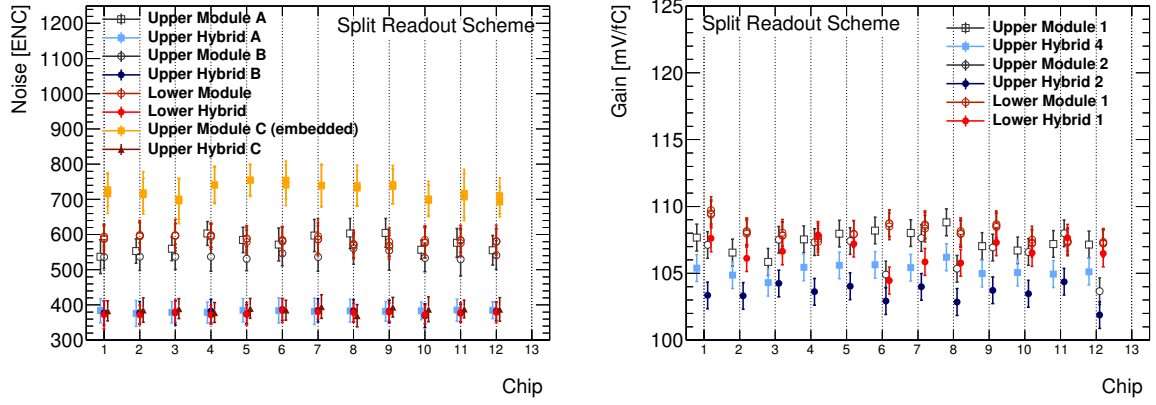 Noise [ENC]
Split Readout Scheme
1200
1100
1000
900
800
700
600
500
400
300
Upper Module A
Upper Hybrid A
Upper Module B
Upper Hybrid B
Lower Module
Lower Hybrid
Upper Module C (embedded)
Upper Hybrid C
1 2 3 4 5 6 7 8 9 10 11 12 13
Chip
Gain [mV/fC]
Split Readout Scheme
125
120
115
110
105
100
Upper Module 1
Upper Hybrid 4
Upper Module 2
Upper Hybrid 2
Lower Module 1
Lower Hybrid 1
1 2 3 4 5 6 7 8 9 10 11 12 13
Chip